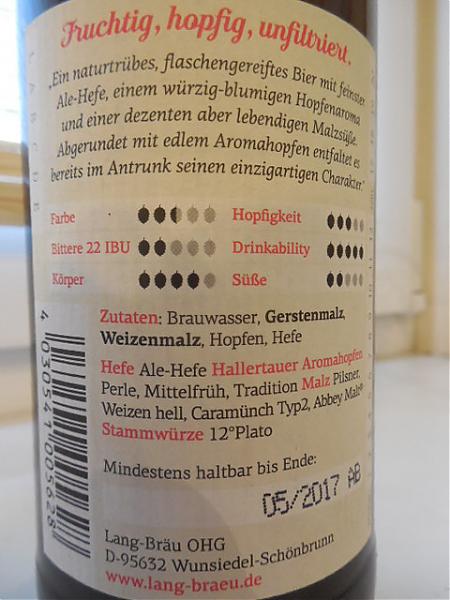 Fruchtig, hopfig, unfiltriert.
„Ein naturtrübes, flaschengereiftes Bier mit feinster
Ale-Hefe, einem würzig-blumigen Hopfenaroma
und einer dezenten aber lebendigen Malzsüße.
Abgerundet mit edlem Aromahopfen entfaltet es
bereits im Antrunk seinen einzigartigen Charakter."
Farbe Hopfigkeit
Bittere 22 IBU Drinkability
Körper Süße
Zutaten: Brauwasser, Gerstenmalz,
Weizenmalz, Hopfen, Hefe
Hefe Ale-Hefe Hallertauer Aromahopfen
Perle, Mittelfrüh, Tradition Malz Pilsner,
Weizen hell, Caramünch Typ2, Abbey Malt®
Stammwürze 12°Plato
Mindestens haltbar bis Ende:
05/2017 AB
Lang-Bräu OHG
D-95632 Wunsiedel-Schönbrunn
www.lang-braeu.de
4 030541 005628